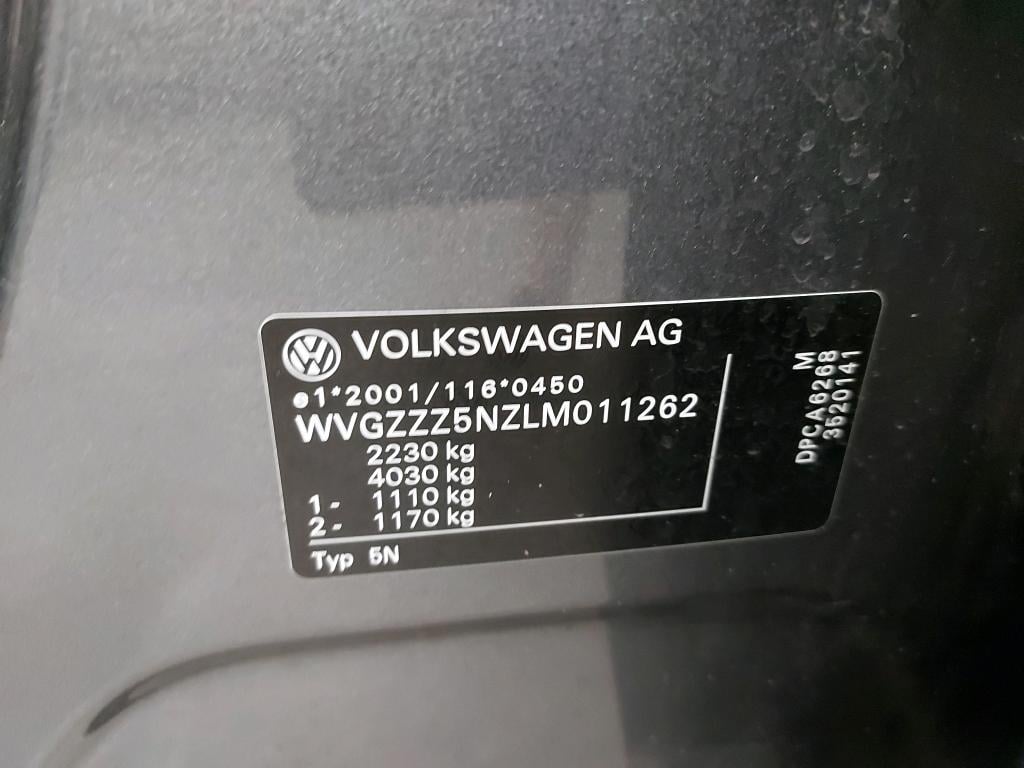 VOLKSWAGEN AG
e1*2001/116*0450
WVGZZZ5NZLM011262
2230 kg
4030 kg
1- 1110 kg
2- 1170 kg
Typ 5N
M
DPCA6268
3520141